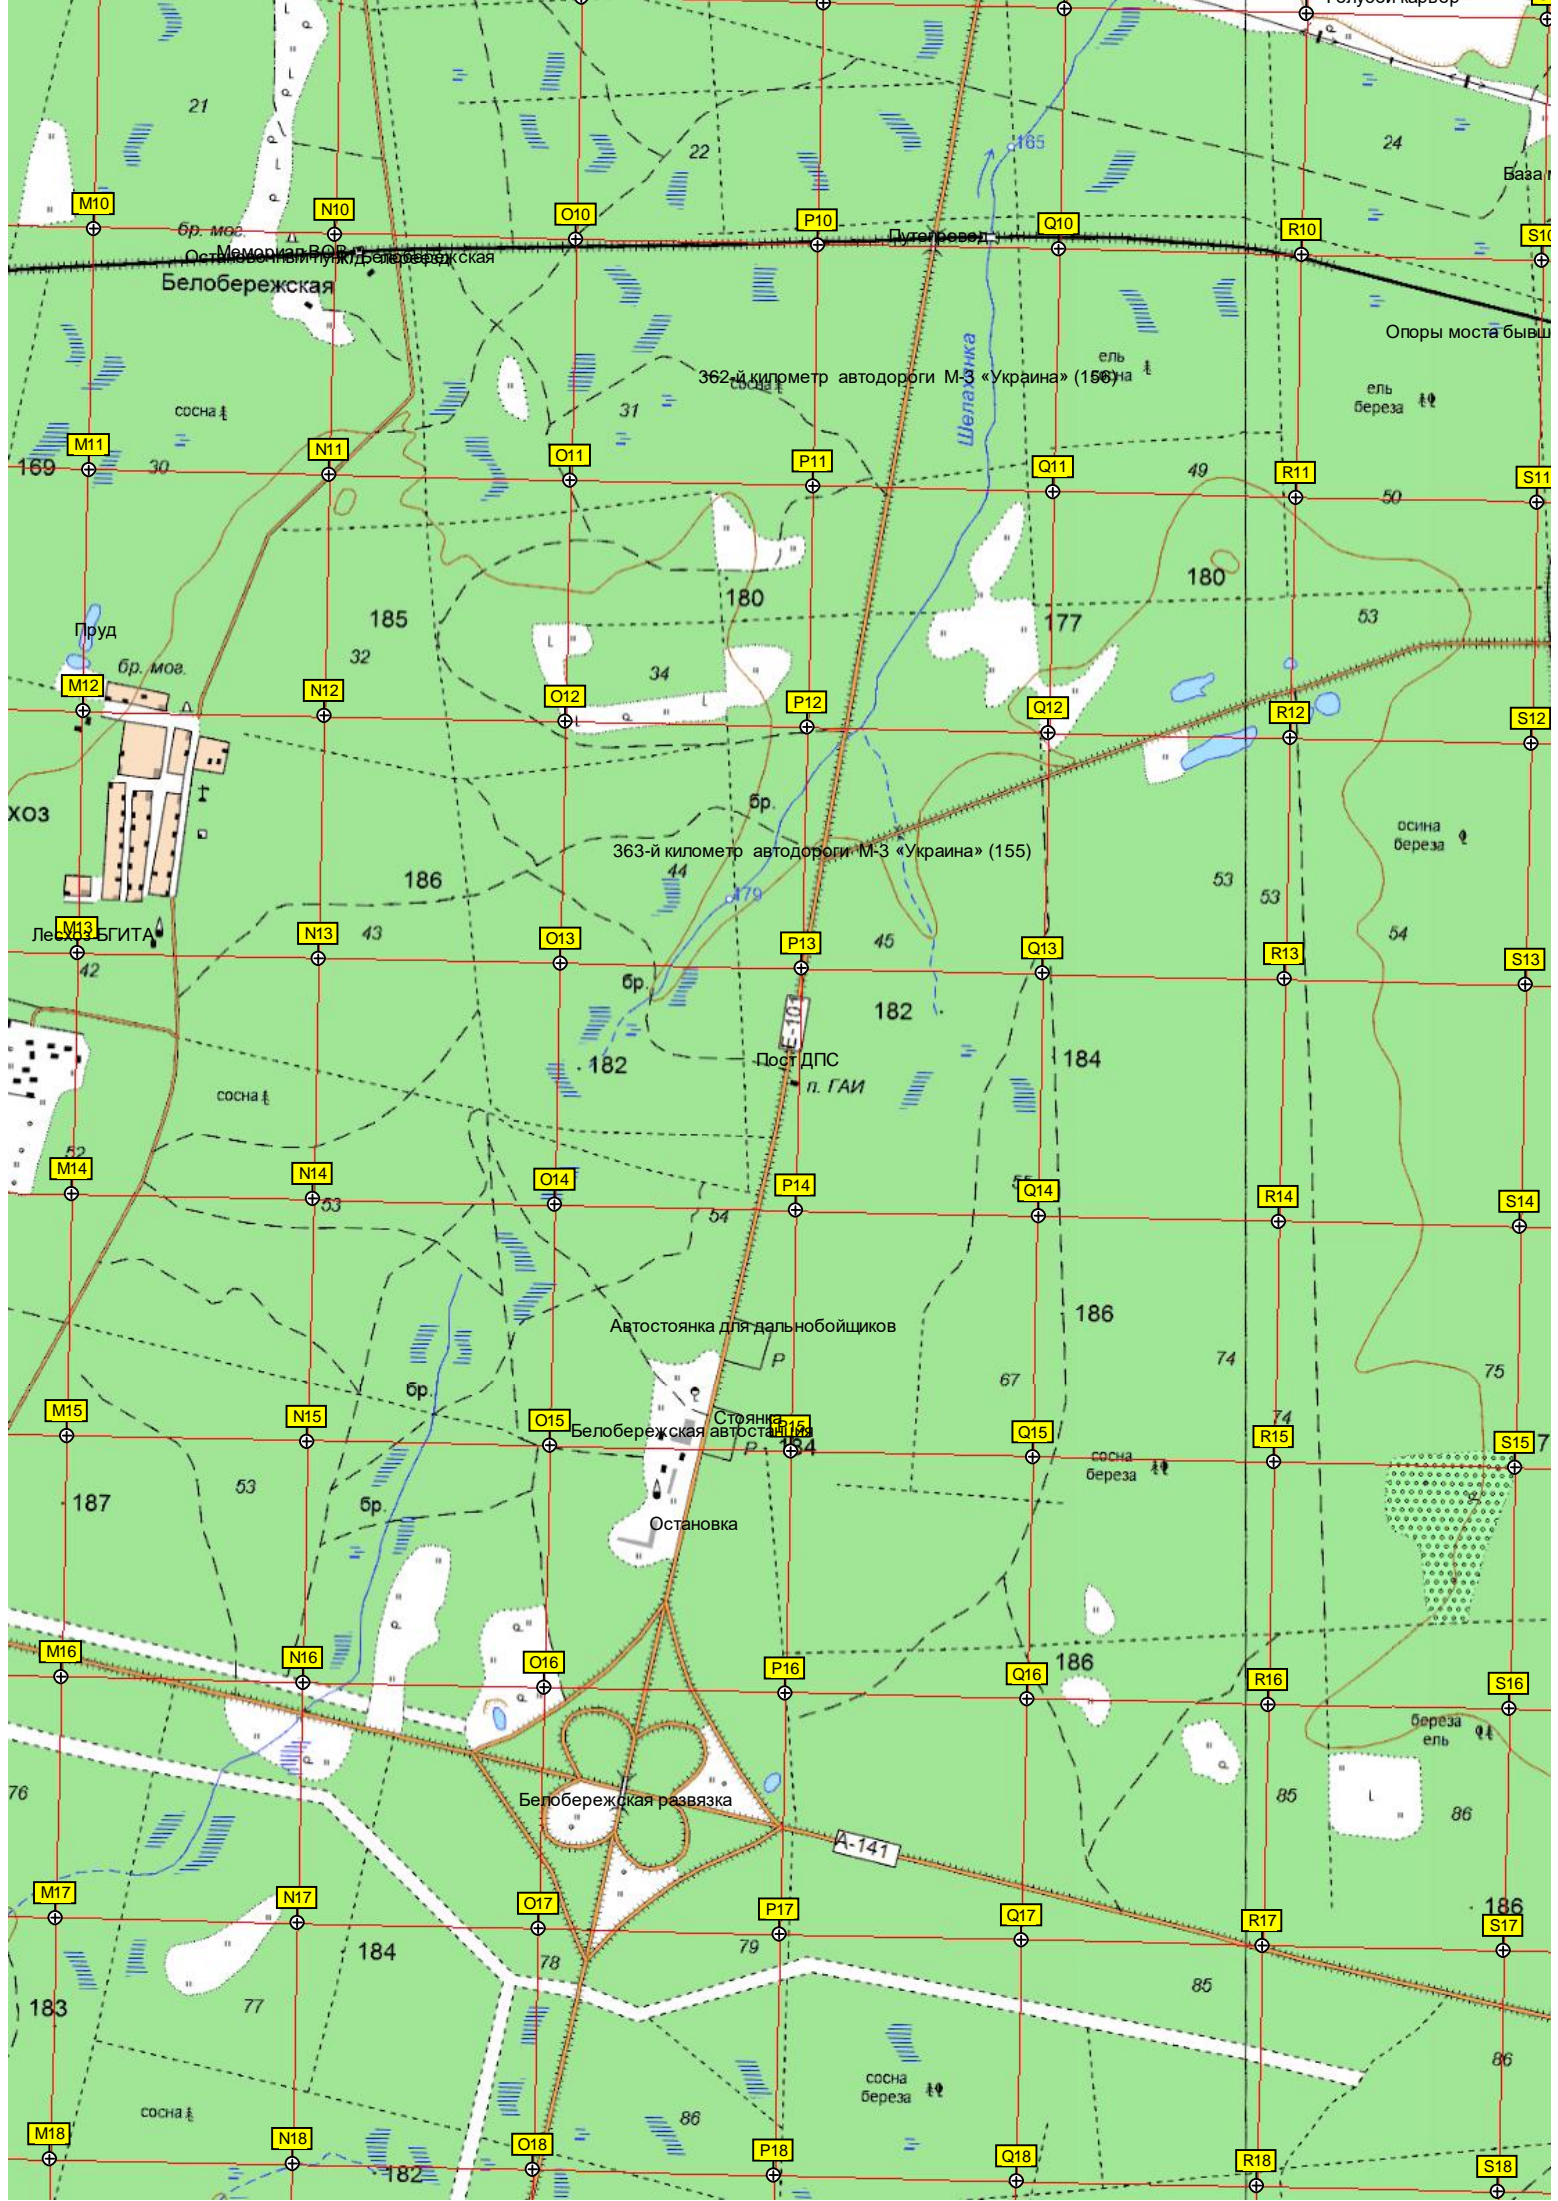 21
22
165
24
M10
N10
O10
P10
Q10
R10
S10
бр. мог.
Мемориал ВОВ
Путепровод
Белобережская
Опоры моста бывш
Шелахинка
ель
сосна
362-й километр автодороги М-3 «Украина» (156)
сосна
31
ель
береза
сосна
169
30
M11
N11
O11
P11
Q11
R11
S11
49
50
180
180
185
177
53
Пруд
32
34
бр. мог.
M12
N12
O12
P12
Q12
R12
S12
хоз
бр.
осина
береза
363-й километр автодороги М-3 «Украина» (155)
44
186
179
53
53
54
Лесхоз БГИТА
M13
N13
O13
P13
Q13
R13
S13
43
45
42
бр.
E-101
182
182
184
Пост ДПС
п. ГАИ
сосна
52
M14
N14
O14
P14
Q14
R14
S14
53
54
55
186
Автостоянка для дальнобойщиков
P
67
74
75
бр.
M15
N15
O15
P15
Q15
R15
S15
74
Стоянка
Белобережская автостанция
P
184
сосна
береза
187
53
бр.
Остановка
M16
N16
O16
P16
Q16
R16
S16
186
береза
ель
76
Белобережская развязка
85
86
A-141
M17
N17
O17
P17
Q17
R17
S17
186
184
78
79
85
183
77
86
сосна
береза
сосна
86
M18
N18
O18
P18
Q18
R18
S18
182